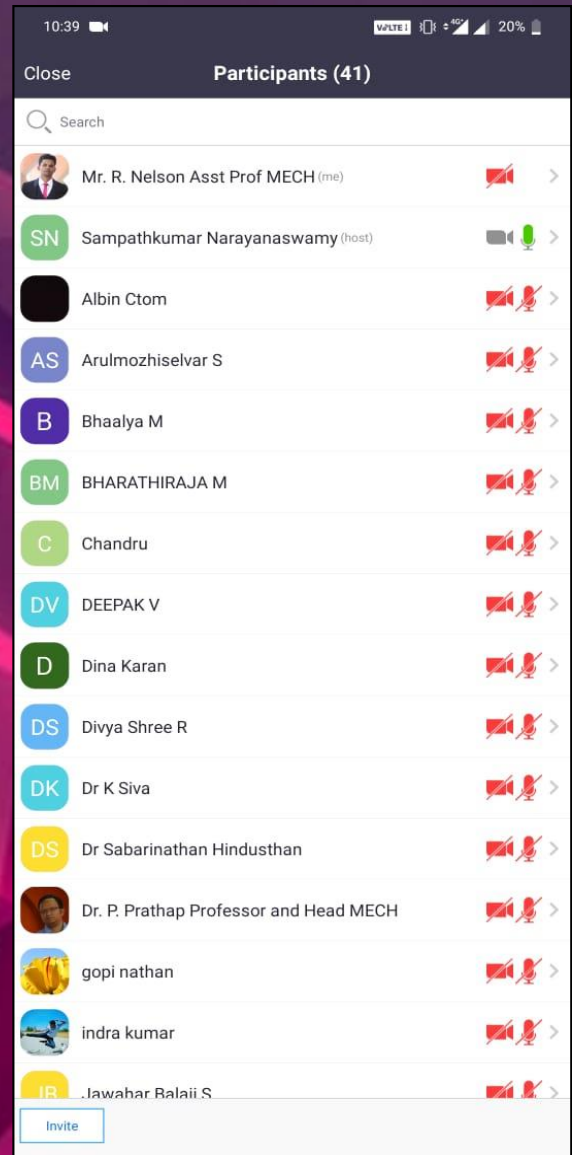 10:39 VoLTE 1 4G+ 20%
Close Participants (41)
Search
Mr. R. Nelson Asst Prof MECH (me)
SN Sampathkumar Narayanaswamy (host)
Albin Ctom
AS Arulmozhiselvar S
B Bhaalya M
BM BHARATHIRAJA M
C Chandru
DV DEEPAK V
D Dina Karan
DS Divya Shree R
DK Dr K Siva
DS Dr Sabarinathan Hindusthan
Dr. P. Prathap Professor and Head MECH
gopi nathan
indra kumar
JB Jawahar Balaji S
Invite